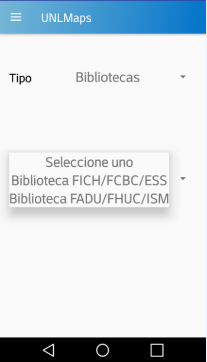 UNLMaps
Tipo
Bibliotecas
Seleccione uno
Biblioteca FICH/FCBC/ESS
Biblioteca FADU/FHUC/ISM